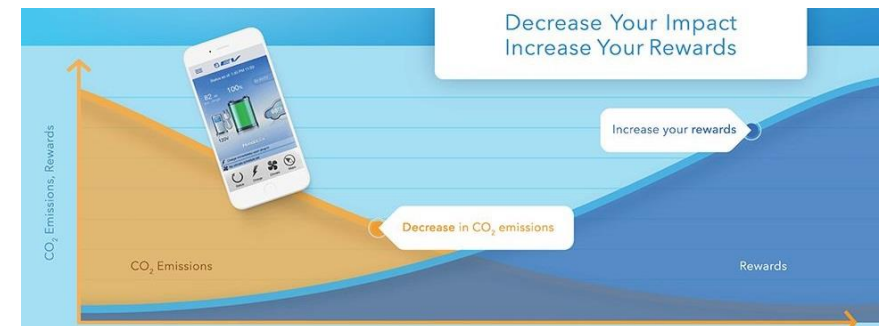 Decrease Your Impact
Increase Your Rewards
EV
100%
120V
Increase your rewards
Decrease in CO₂ emissions
CO₂ Emissions, Rewards
CO₂ Emissions
Rewards